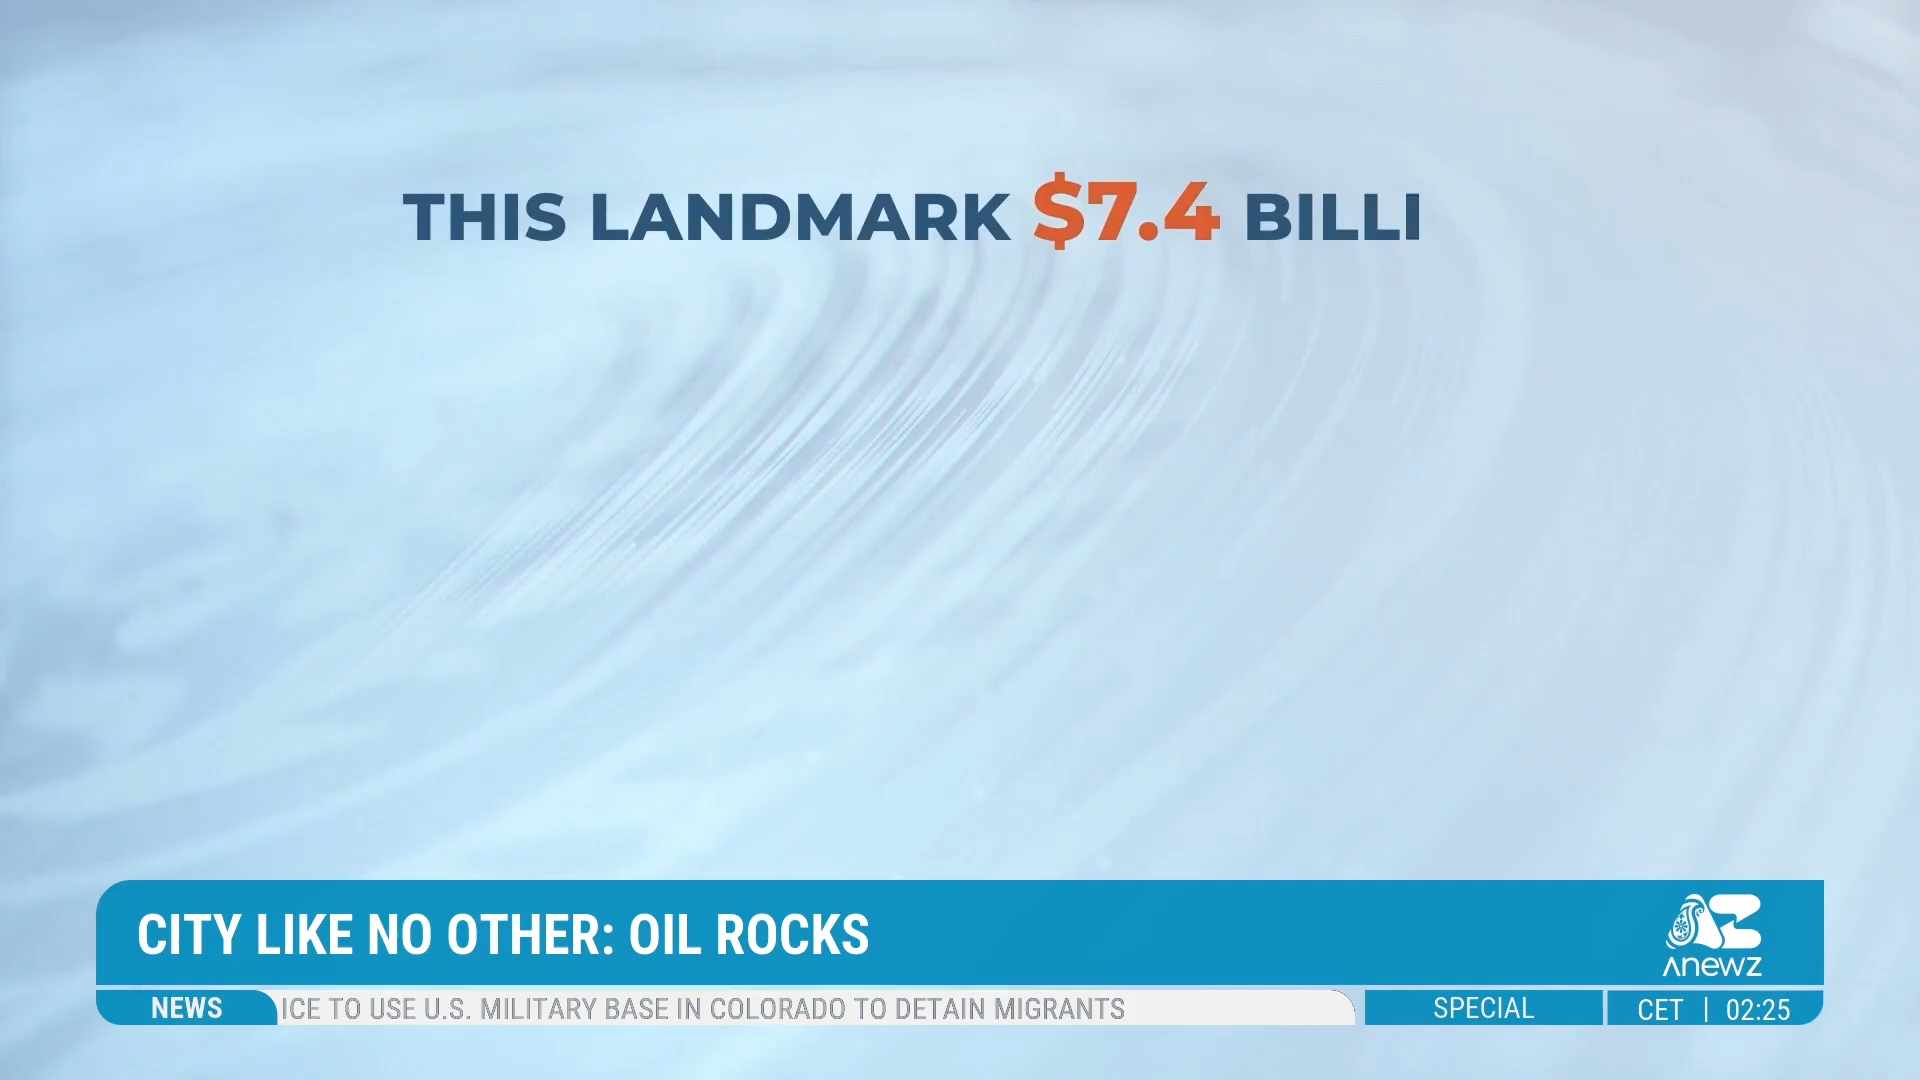 THIS LANDMARK $7.4 BILLI
CITY LIKE NO OTHER: OIL ROCKS
ΛnewZ
NEWS
ICE TO USE U.S. MILITARY BASE IN COLORADO TO DETAIN MIGRANTS
SPECIAL
CET | 02:25